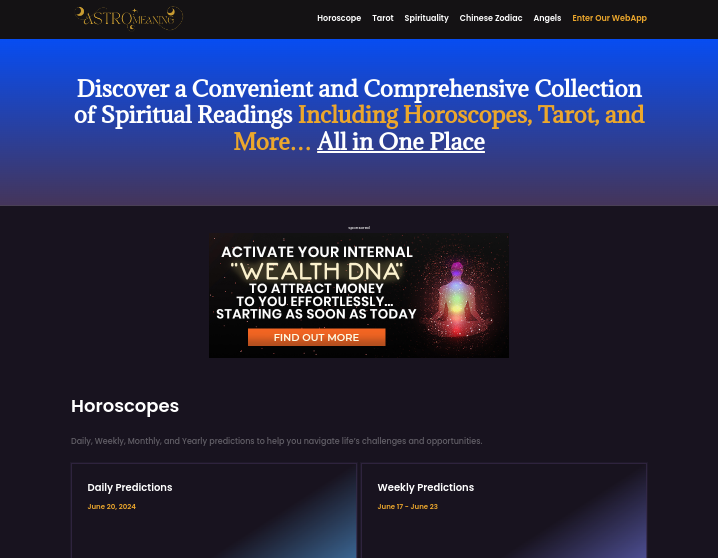 ASTROMEANING
Horoscope Tarot Spirituality Chinese Zodiac Angels Enter Our WebApp
Discover a Convenient and Comprehensive Collection
of Spiritual Readings Including Horoscopes, Tarot, and
More... All in One Place
sponsored
ACTIVATE YOUR INTERNAL
"WEALTH DNA"
TO ATTRACT MONEY
TO YOU EFFORTLESSLY...
STARTING AS SOON AS TODAY
FIND OUT MORE
Horoscopes
Daily, Weekly, Monthly, and Yearly predictions to help you navigate life's challenges and opportunities.
Daily Predictions
June 20, 2024
Weekly Predictions
June 17 - June 23